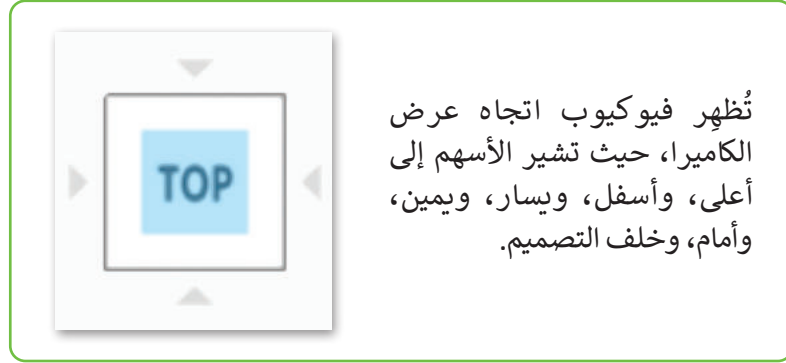 تُظهِر فيوكيوب اتجاه عرض
الكاميرا، حيث تشير الأسهم إلى
أعلى، وأسفل، ويسار، ويمين،
وأمام، وخلف التصميم.
TOP